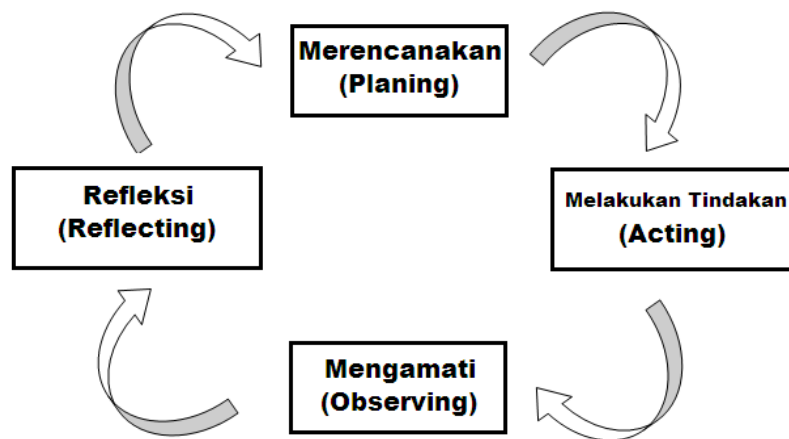 Merencanakan
(Planing)
Melakukan Tindakan
(Acting)
Mengamati
(Observing)
Refleksi
(Reflecting)